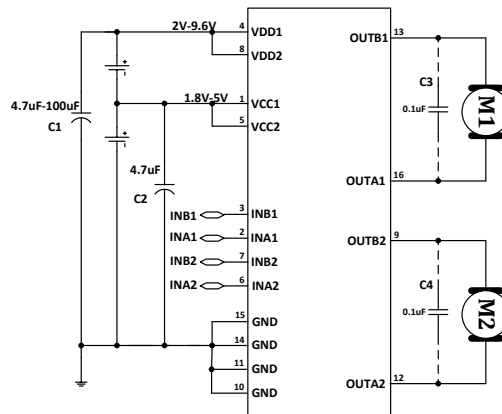 2V-9.6V 4 VDD1 OUTB1 13
8 VDD2
C3
4.7uF-100uF
C1
1.8V-5V 1 VCC1
0.1uF
M1
5 VCC2
4.7uF
C2
OUTA1 16
INB1 3 INB1
INA1 2 INA1
OUTB2 9
INB2 7 INB2
INA2 6 INA2
C4
0.1uF
M2
15 GND
14 GND
11 GND
OUTA2 12
10 GND